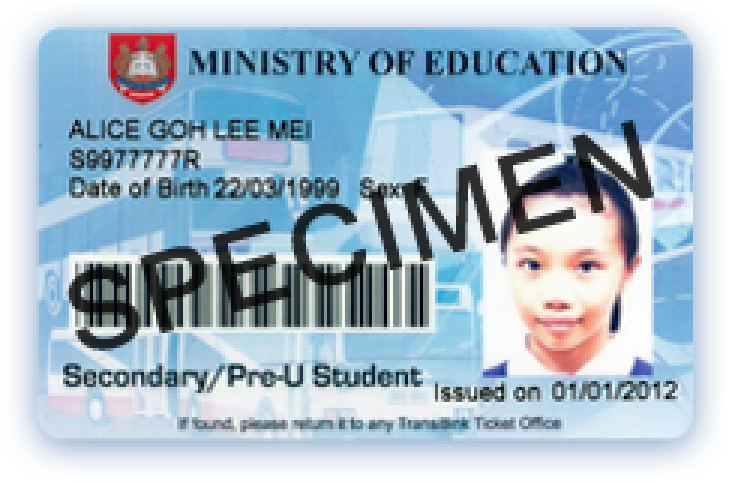 MINISTRY OF EDUCATION
ALICE GOH LEE MEI
S9977777R
Date of Birth 22/03/1999 Sex: F
SPECIMEN
Secondary/Pre-U Student
Issued on 01/01/2012
If found, please return it to any TransitLink Ticket Office